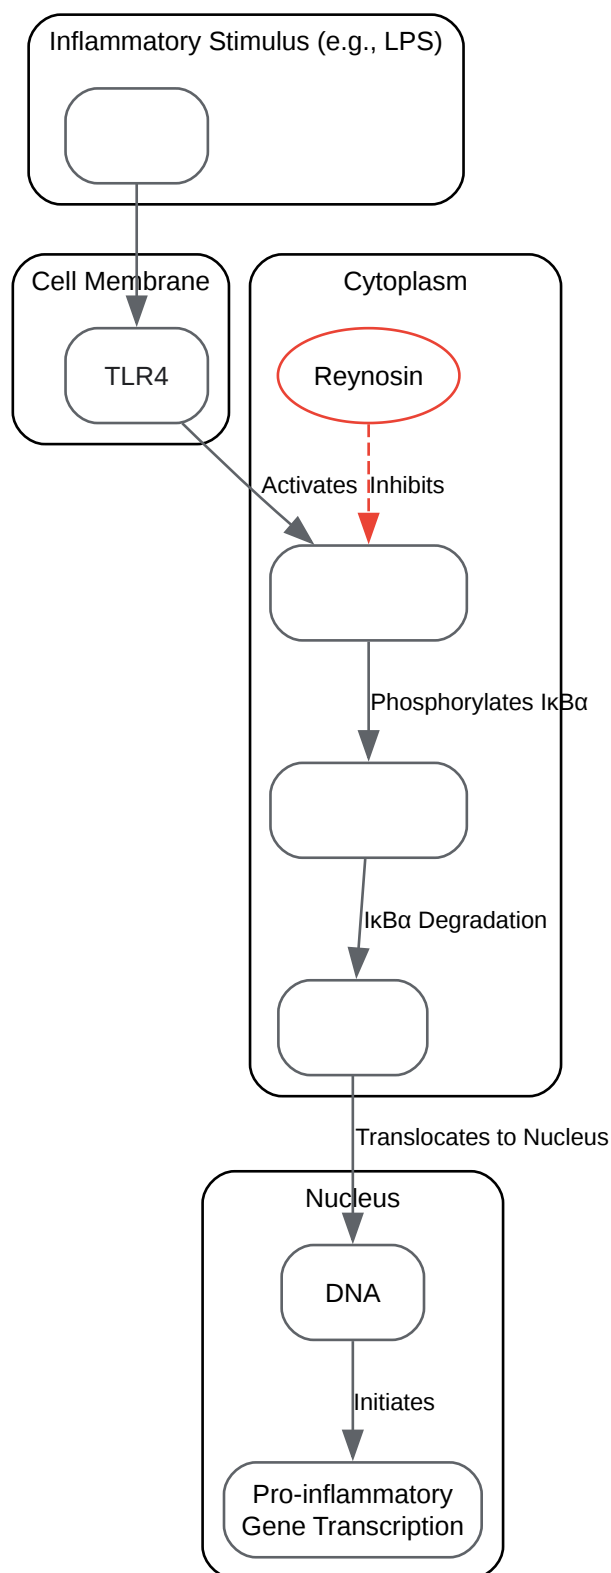 Inflammatory Stimulus (e.g., LPS)
Cell Membrane
TLR4
Cytoplasm
Reynosin
Activates
Inhibits
Phosphorylates IκBα
IκBα Degradation
Translocates to Nucleus
Nucleus
DNA
Initiates
Pro-inflammatory
Gene Transcription